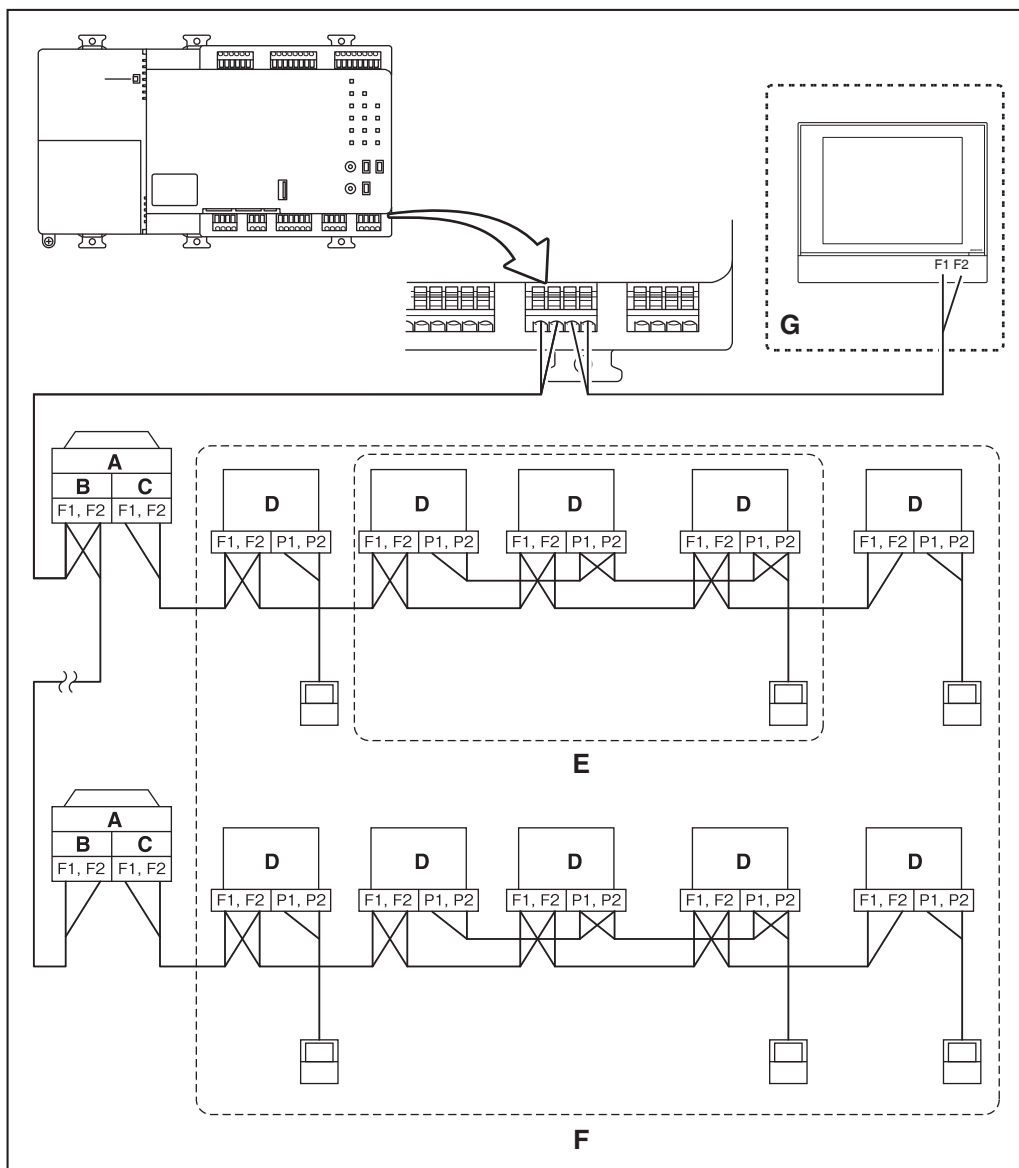 F1 F2
G
A
B C
F1, F2 F1, F2
D D D D D
F1, F2 P1, P2 F1, F2 P1, P2 F1, F2 P1, P2 F1, F2 P1, P2 F1, F2 P1, P2
E
A
B C
F1, F2 F1, F2
D D D D D
F1, F2 P1, P2 F1, F2 P1, P2 F1, F2 P1, P2 F1, F2 P1, P2 F1, F2 P1, P2
F